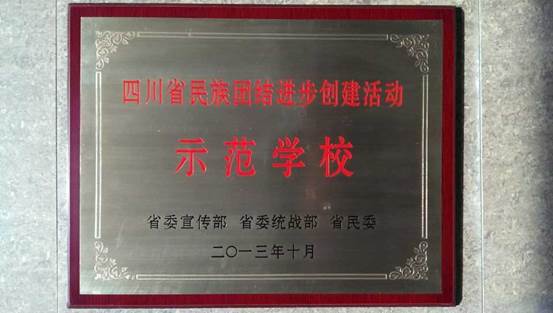 四川省民族团结进步创建活动
示范学校
省委宣传部 省委统战部 省民委
二〇一三年十月